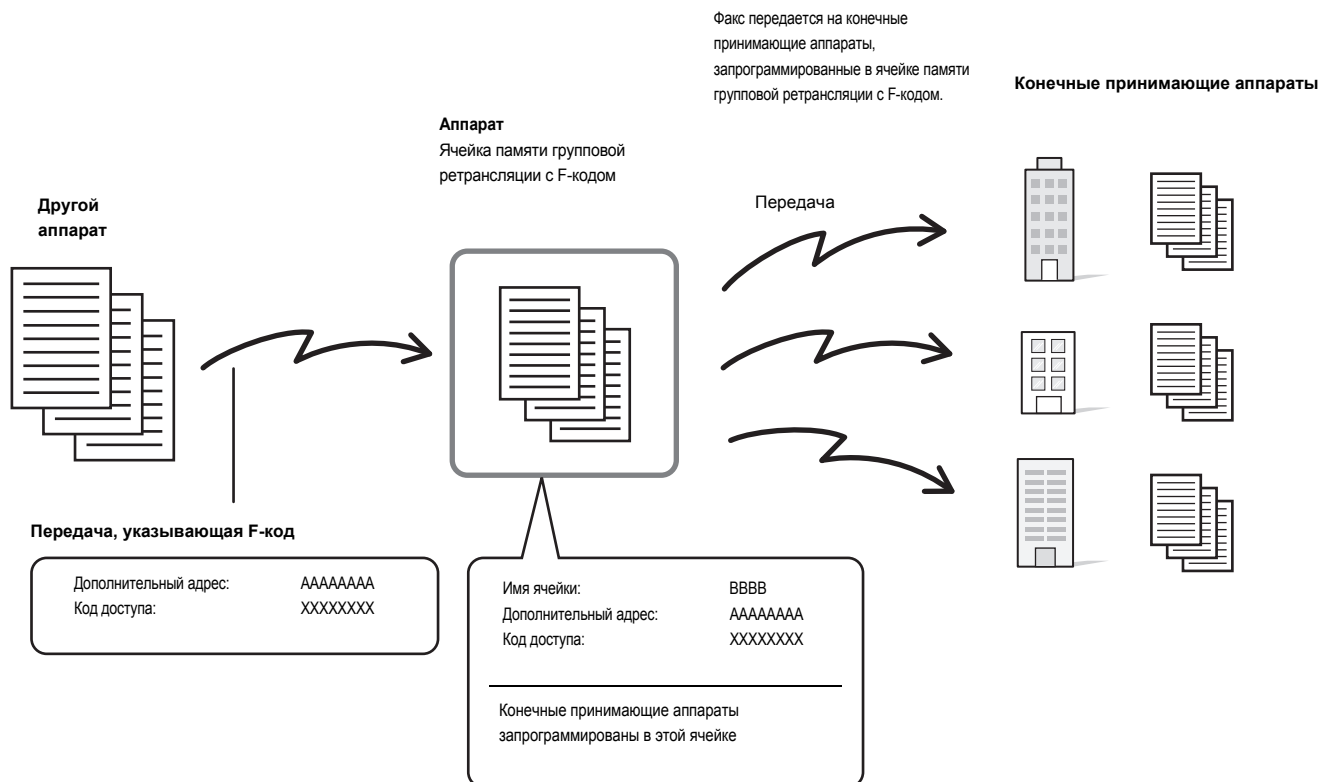 Факс передается на конечные
принимающие аппараты,
запрограммированные в ячейке памяти
групповой ретрансляции с F-кодом.
Конечные принимающие аппараты
Аппарат
Ячейка памяти групповой
ретрансляции с F-кодом
Другой
аппарат
Передача
Передача, указывающая F-код
Дополнительный адрес: AAAAAAAA
Код доступа: XXXXXXXX
Имя ячейки: BBBB
Дополнительный адрес: AAAAAAAA
Код доступа: XXXXXXXX
Конечные принимающие аппараты
запрограммированы в этой ячейке